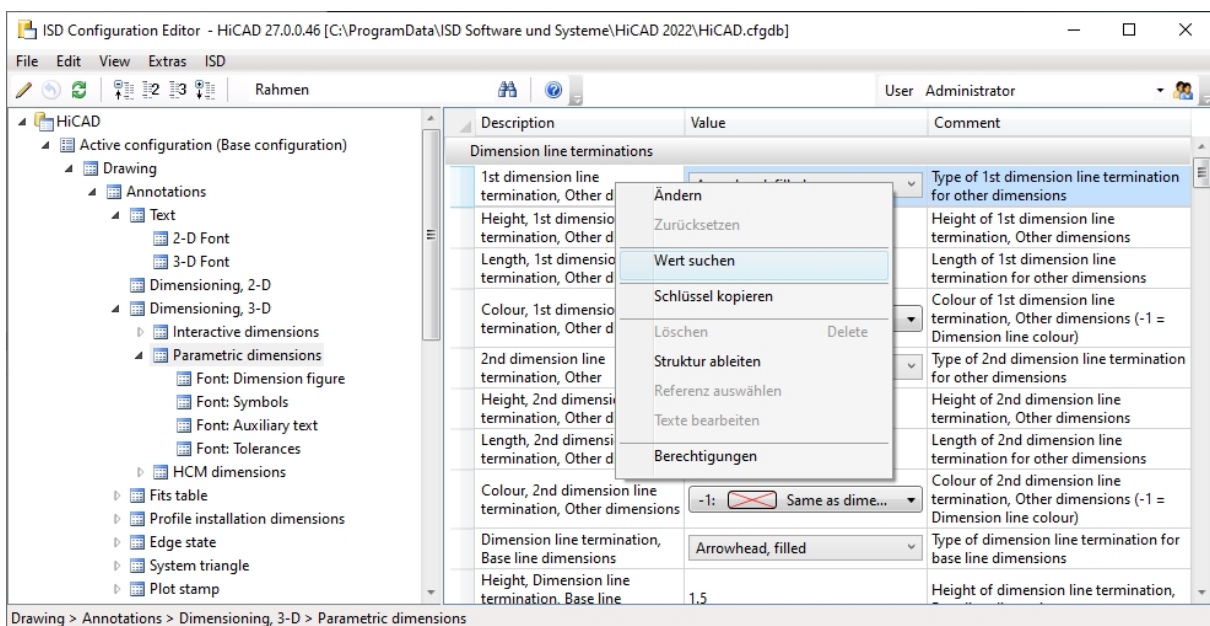 ISD Configuration Editor - HiCAD 27.0.0.46 [C:\ProgramData\ISD Software und Systeme\HiCAD 2022\HiCAD.cfgdb]
File Edit View Extras ISD
Rahmen
User Administrator
HiCAD
Active configuration (Base configuration)
Drawing
Annotations
Text
2-D Font
3-D Font
Dimensioning, 2-D
Dimensioning, 3-D
Interactive dimensions
Parametric dimensions
Font: Dimension figure
Font: Symbols
Font: Auxiliary text
Font: Tolerances
HCM dimensions
Fits table
Profile installation dimensions
Edge state
System triangle
Plot stamp
Description Value Comment
Dimension line terminations
1st dimension line
termination, Other d
Type of 1st dimension line termination
for other dimensions
Height, 1st dimensio
termination, Other d
Height of 1st dimension line
termination, Other dimensions
Length, 1st dimensio
termination, Other d
Length of 1st dimension line
termination for other dimensions
Colour, 1st dimensio
termination, Other d
Colour of 1st dimension line
termination, Other dimensions (-1 =
Dimension line colour)
2nd dimension line
termination, Other
Type of 2nd dimension line termination
for other dimensions
Height, 2nd dimensi
termination, Other d
Height of 2nd dimension line
termination, Other dimensions
Length, 2nd dimensi
termination, Other d
Length of 2nd dimension line
termination for other dimensions
Colour, 2nd dimension line
termination, Other dimensions
-1: Same as dime...
Colour of 2nd dimension line
termination, Other dimensions (-1 =
Dimension line colour)
Dimension line termination,
Base line dimensions
Arrowhead, filled
Type of dimension line termination for
base line dimensions
Height, Dimension line
termination, Base line
1,5
Height of dimension line termination,
Ändern
Zurücksetzen
Wert suchen
Schlüssel kopieren
Löschen Delete
Struktur ableiten
Referenz auswählen
Texte bearbeiten
Berechtigungen
Drawing > Annotations > Dimensioning, 3-D > Parametric dimensions